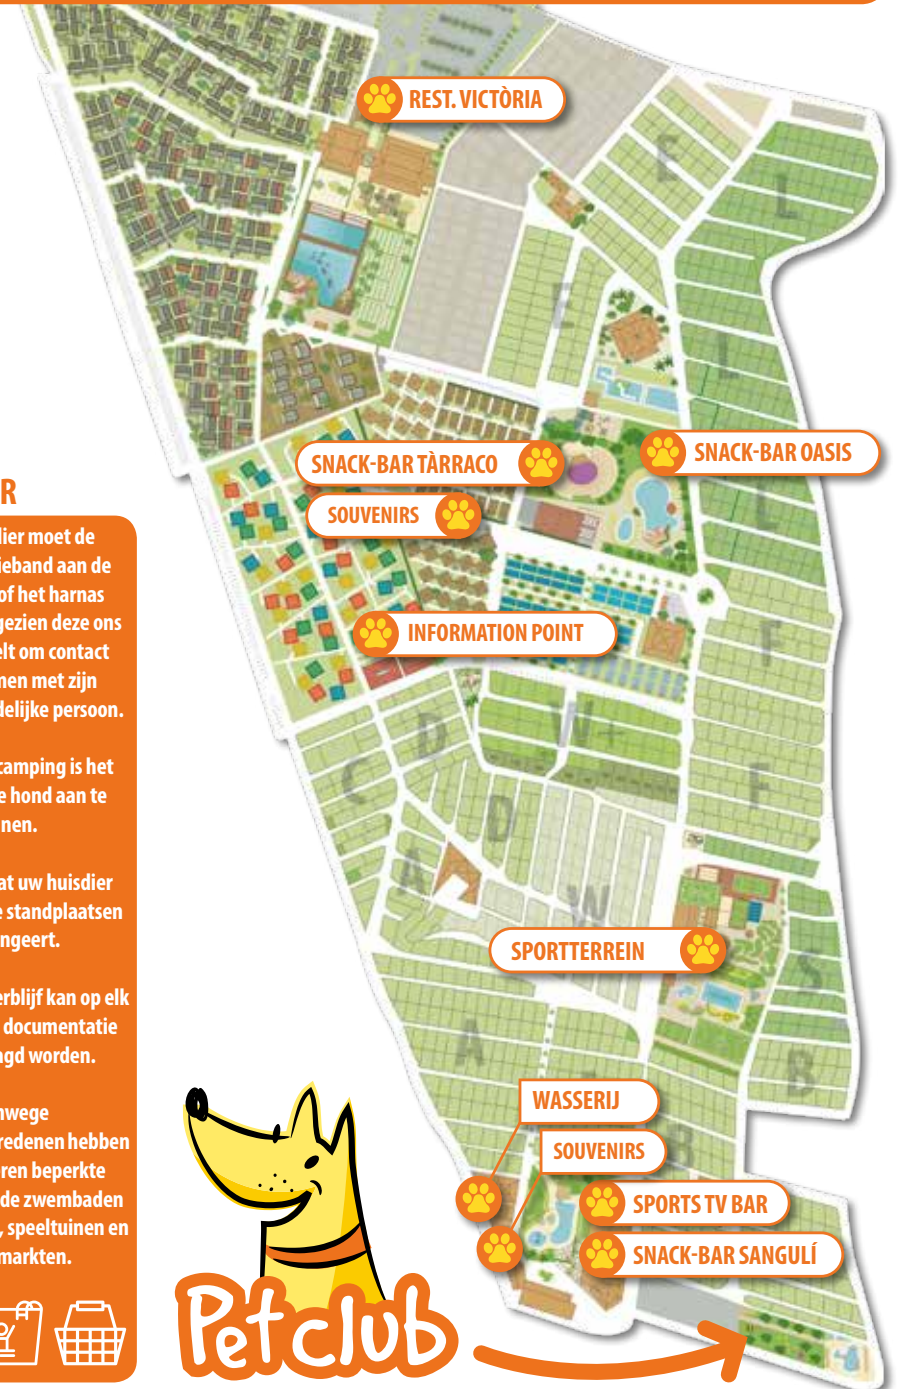 REST. VICTÒRIA
E
L
E
L
SNACK-BAR TÀRRACO
SNACK-BAR OASIS
SOUVENIRS
L
INFORMATION POINT
F
D
W+
C
F
D
A
W
SPORTTERREIN
S
A
B
WASSERIJ
SOUVENIRS
B
SPORTS TV BAR
SNACK-BAR SANGULÍ
Petclub
R
lier moet de
ieband aan de
of het harnas
gezien deze ons
elt om contact
men met zijn
delijke persoon.
camping is het
e hond aan te
nen.
at uw huisdier
e standplaatsen
ngeert.
erblijf kan op elk
documentatie
agd worden.
nwege
redenen hebben
ren beperkte
de zwembaden
, speeltuinen en
markten.